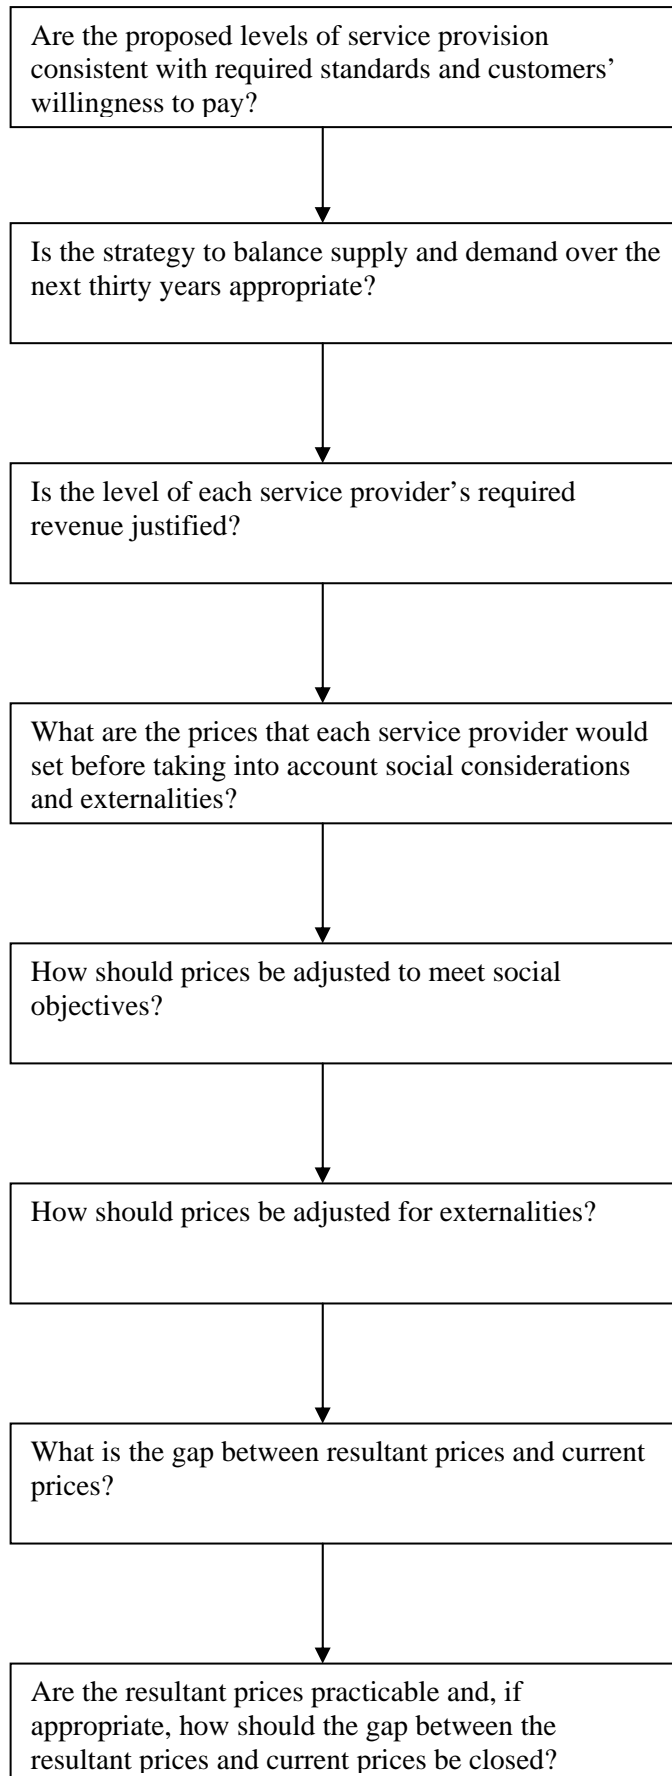 Are the proposed levels of service provision
consistent with required standards and customers’
willingness to pay?
Is the strategy to balance supply and demand over the
next thirty years appropriate?
Is the level of each service provider’s required
revenue justified?
What are the prices that each service provider would
set before taking into account social considerations
and externalities?
How should prices be adjusted to meet social
objectives?
How should prices be adjusted for externalities?
What is the gap between resultant prices and current
prices?
Are the resultant prices practicable and, if
appropriate, how should the gap between the
resultant prices and current prices be closed?